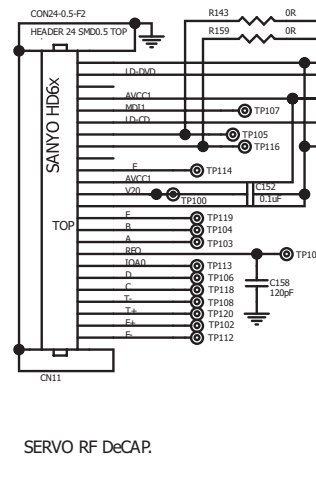 CON24-0.5-F2
HEADER 24 SMD0.5 TOP
R143 0R
R159 0R
SANYO HD6x
TOP
LD-DVD
AVCC1
MDI1
TP107
LD-CD
TP105
TP116
F
TP114
AVCC1
V20
TP100
C152
0.1uF
E
TP119
B
TP104
A
TP103
RFO
TP10
IOA0
TP113
D
TP106
C
TP118
T-
TP108
T+
TP120
F+
TP102
F-
TP112
C158
120pF
CN11
SERVO RF DeCAP.